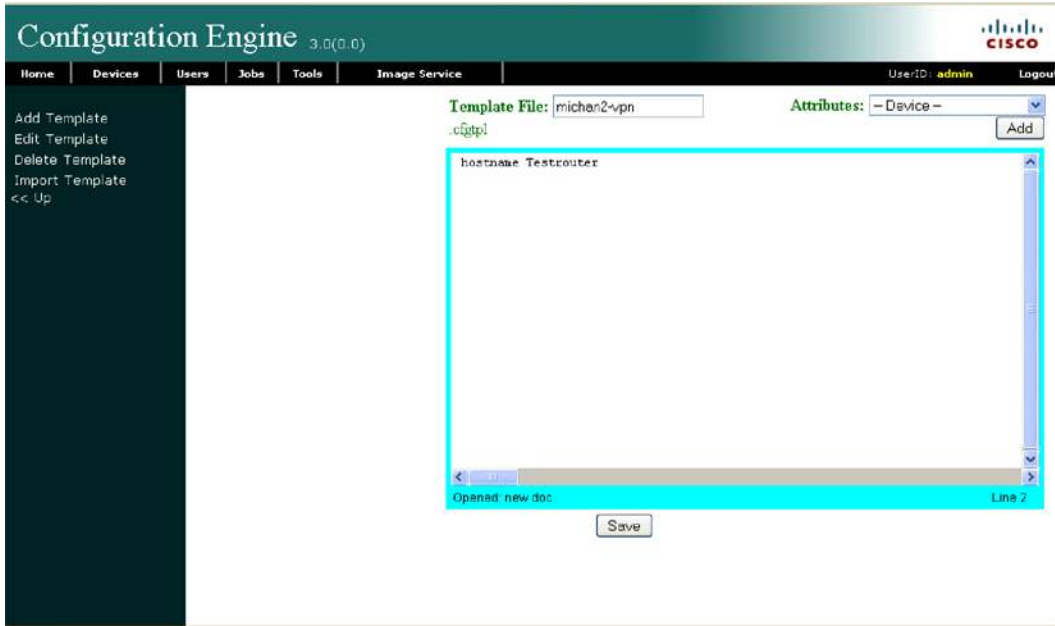 Configuration Engine 3.0(0.0)
CISCO
Home Devices Users Jobs Tools Image Service UserID: admin Logout
Add Template
Edit Template
Delete Template
Import Template
<< Up
Template File: michan2-vpn
.cfgtpl
Attributes: -- Device --
Add
hostname Testrouter
Opened: new doc Line 2
Save